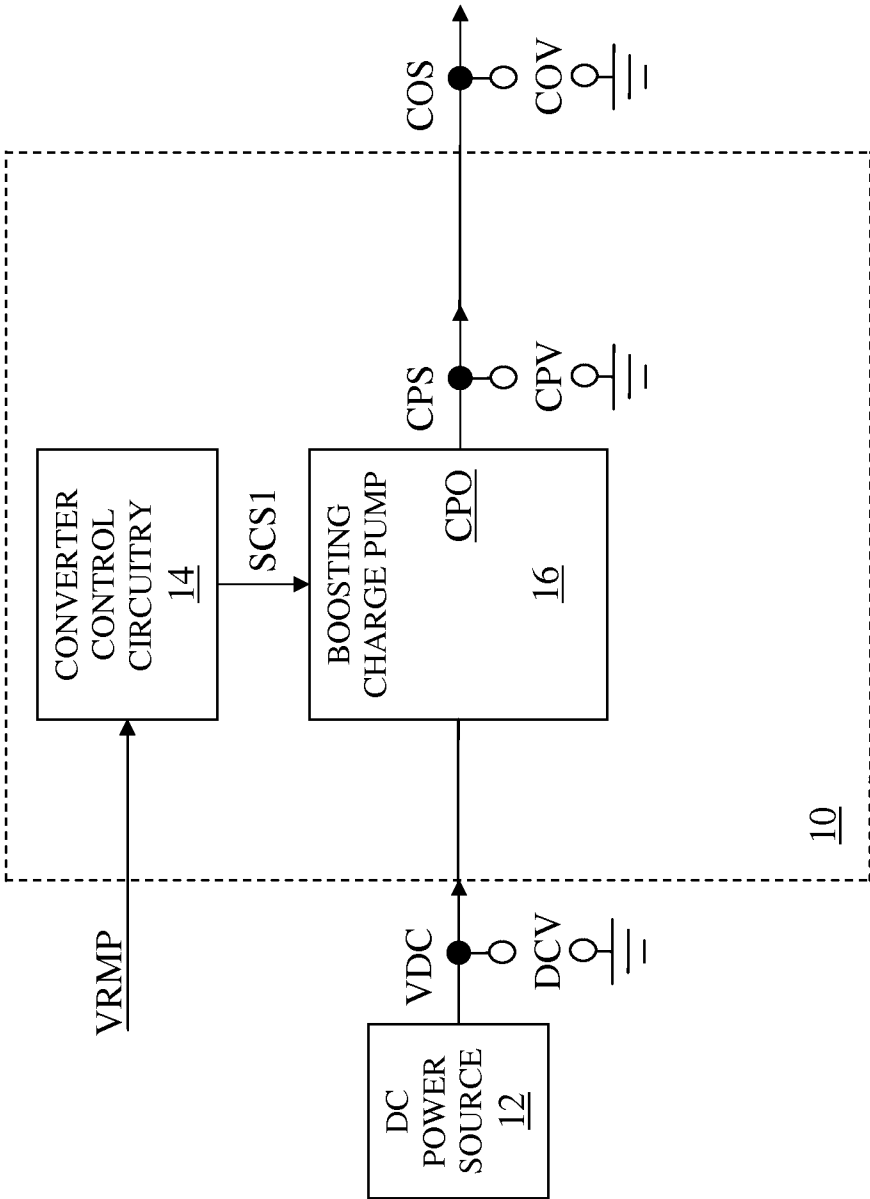 VRMP
CONVERTER
CONTROL
CIRCUITRY
14
SCS1
DC
POWER
SOURCE
12
VDC
DCV
BOOSTING
CHARGE PUMP
CPO
16
CPS
CPV
COS
COV
10